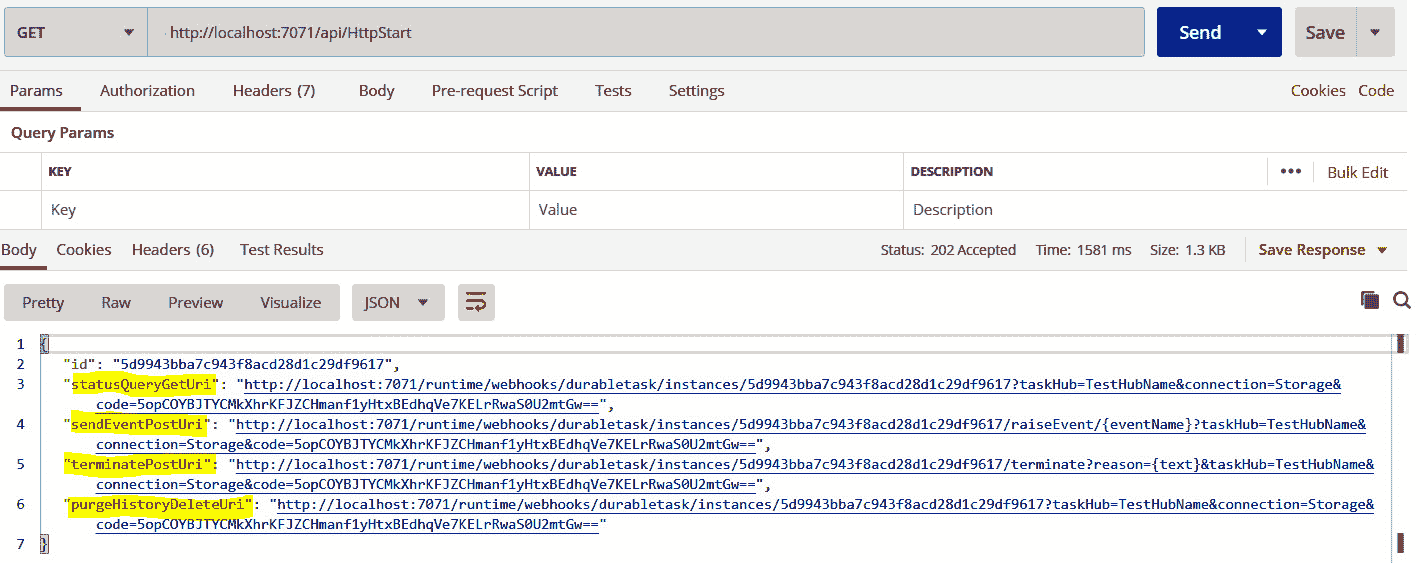 GET http://localhost:7071/api/HttpStart Send Save
Params Authorization Headers (7) Body Pre-request Script Tests Settings Cookies Code
Query Params
KEY VALUE DESCRIPTION ••• Bulk Edit
Key Value Description
Body Cookies Headers (6) Test Results Status: 202 Accepted Time: 1581 ms Size: 1.3 KB Save Response
Pretty Raw Preview Visualize JSON
1 {
2 "id": "5d9943bba7c943f8acd28d1c29df9617",
3 "statusQueryGetUri": "http://localhost:7071/runtime/webhooks/durabletask/instances/5d9943bba7c943f8acd28d1c29df9617?taskHub=TestHubName&connection=Storage&
code=5opCOYBJTYCMkXhrKFJZCHmanf1yHtxBEdhqVe7KELrRwaS0U2mtGw==",
4 "sendEventPostUri": "http://localhost:7071/runtime/webhooks/durabletask/instances/5d9943bba7c943f8acd28d1c29df9617/raiseEvent/{eventName}?taskHub=TestHubName&
connection=Storage&code=5opCOYBJTYCMkXhrKFJZCHmanf1yHtxBEdhqVe7KELrRwaS0U2mtGw==",
5 "terminatePostUri": "http://localhost:7071/runtime/webhooks/durabletask/instances/5d9943bba7c943f8acd28d1c29df9617/terminate?reason={text}&taskHub=TestHubName&
connection=Storage&code=5opCOYBJTYCMkXhrKFJZCHmanf1yHtxBEdhqVe7KELrRwaS0U2mtGw==",
6 "purgeHistoryDeleteUri": "http://localhost:7071/runtime/webhooks/durabletask/instances/5d9943bba7c943f8acd28d1c29df9617?taskHub=TestHubName&connection=Storage&
code=5opCOYBJTYCMkXhrKFJZCHmanf1yHtxBEdhqVe7KELrRwaS0U2mtGw=="
7 }